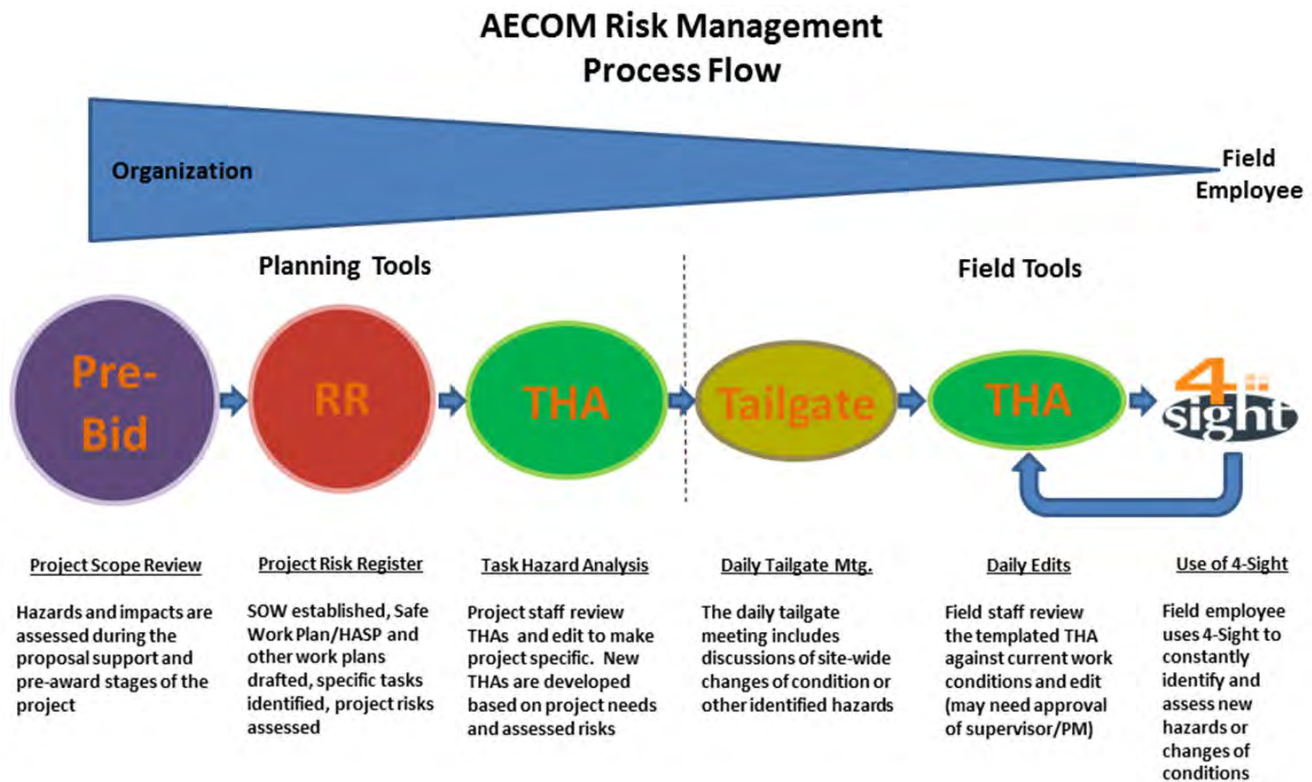 AECOM Risk Management
Process Flow
Organization
Field
Employee
Planning Tools
Field Tools
Pre-
Bid
RR
THA
Tailgate
THA
4
sight
Project Scope Review
Hazards and impacts are
assessed during the
proposal support and
pre-award stages of the
project
Project Risk Register
SOW established, Safe
Work Plan/HASP and
other work plans
drafted, specific tasks
identified, project risks
assessed
Task Hazard Analysis
Project staff review
THAs and edit to make
project specific. New
THAs are developed
based on project needs
and assessed risks
Daily Tailgate Mtg.
The daily tailgate
meeting includes
discussions of site-wide
changes of condition or
other identified hazards
Daily Edits
Field staff review
the templated THA
against current work
conditions and edit
(may need approval
of supervisor/PM)
Use of 4-Sight
Field employee
uses 4-Sight to
constantly
identify and
assess new
hazards or
changes of
conditions